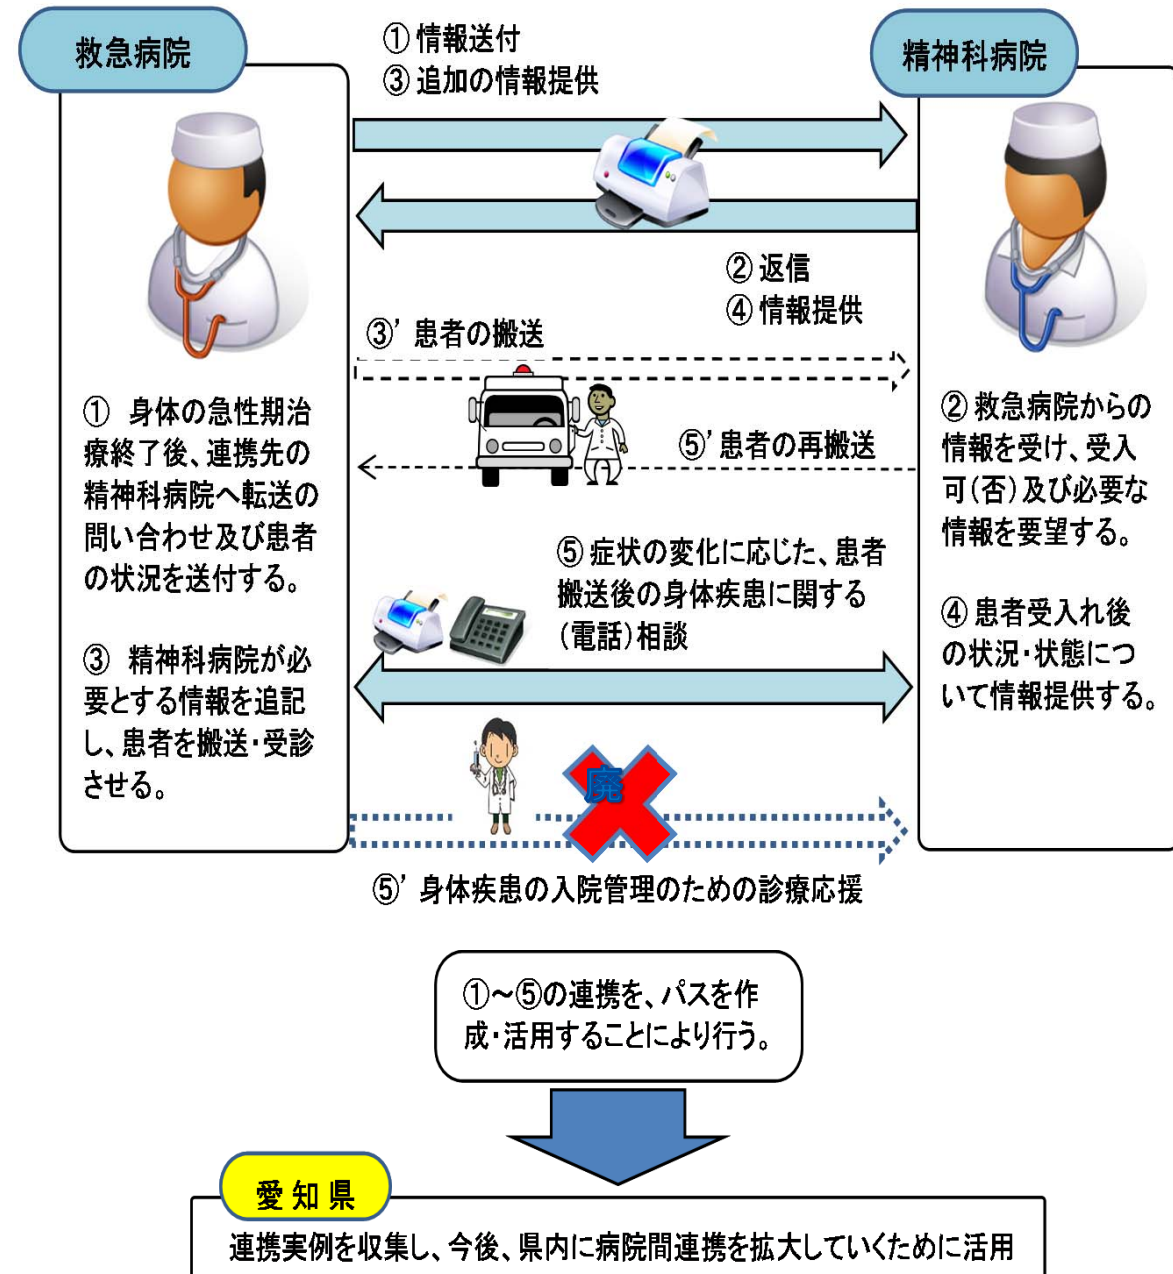 救急病院
① 情報送付
③ 追加の情報提供
精神科病院
② 返信
④ 情報提供
③’ 患者の搬送
⑤’ 患者の再搬送
① 身体の急性期治
療終了後、連携先の
精神科病院へ転送の
問い合わせ及び患者
の状況を送付する。
③ 精神科病院が必
要とする情報を追記
し、患者を搬送・受診
させる。
② 救急病院からの
情報を受け、受入
可(否)及び必要な
情報を要望する。
④ 患者受入れ後
の状況・状態につ
いて情報提供する。
⑤ 症状の変化に応じた、患者
搬送後の身体疾患に関する
(電話)相談
廃
⑤’ 身体疾患の入院管理のための診療応援
①～⑤の連携を、パスを作
成・活用することにより行う。
愛知県
連携実例を収集し、今後、県内に病院間連携を拡大していくために活用